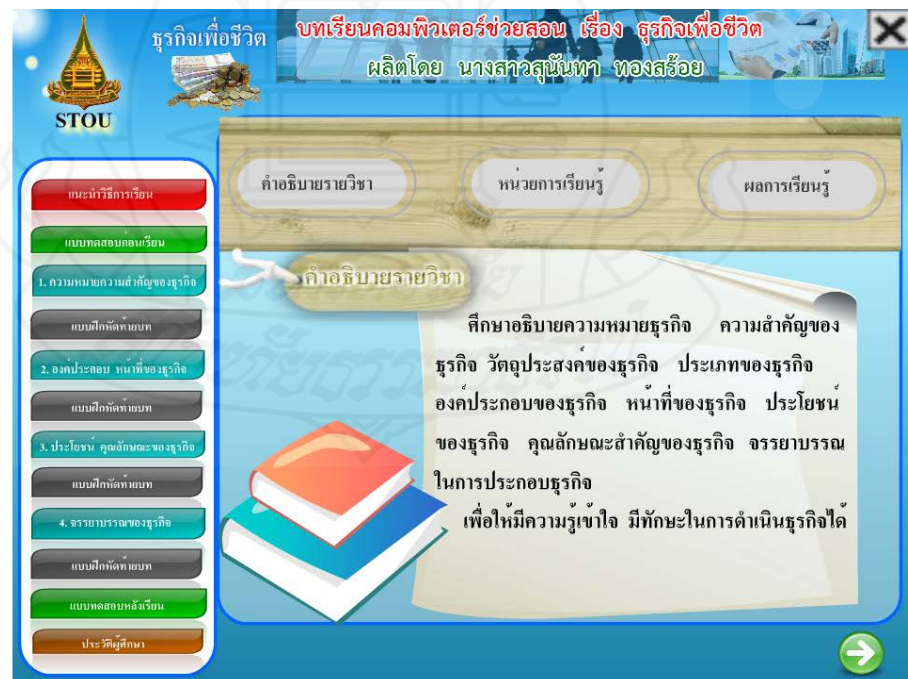 ธุรกิจเพื่อชีวิต
บทเรียนคอมพิวเตอร์ช่วยสอน เรื่อง ธุรกิจเพื่อชีวิต
ผลิตโดย นางสาวสุนันทา ทองสร้อย
STOU
คำอธิบายรายวิชา
หน่วยการเรียนรู้
ผลการเรียนรู้
แนะนำวิธีการเรียน
แบบทดสอบก่อนเรียน
1. ความหมายความสำคัญของธุรกิจ
แบบฝึกหัดท้ายบท
2. องค์ประกอบ หน้าที่ของธุรกิจ
แบบฝึกหัดท้ายบท
3. ประโยชน์ คุณลักษณะของธุรกิจ
แบบฝึกหัดท้ายบท
4. จรรยาบรรณของธุรกิจ
แบบฝึกหัดท้ายบท
แบบทดสอบหลังเรียน
ประวัติผู้ศึกษา
คำอธิบายรายวิชา
ศึกษาอธิบายความหมายธุรกิจ ความสำคัญของ
ธุรกิจ วัตถุประสงค์ของธุรกิจ ประเภทของธุรกิจ
องค์ประกอบของธุรกิจ หน้าที่ของธุรกิจ ประโยชน์
ของธุรกิจ คุณลักษณะสำคัญของธุรกิจ จรรยาบรรณ
ในการประกอบธุรกิจ
เพื่อให้มีความรู้เข้าใจ มีทักษะในการดำเนินธุรกิจได้